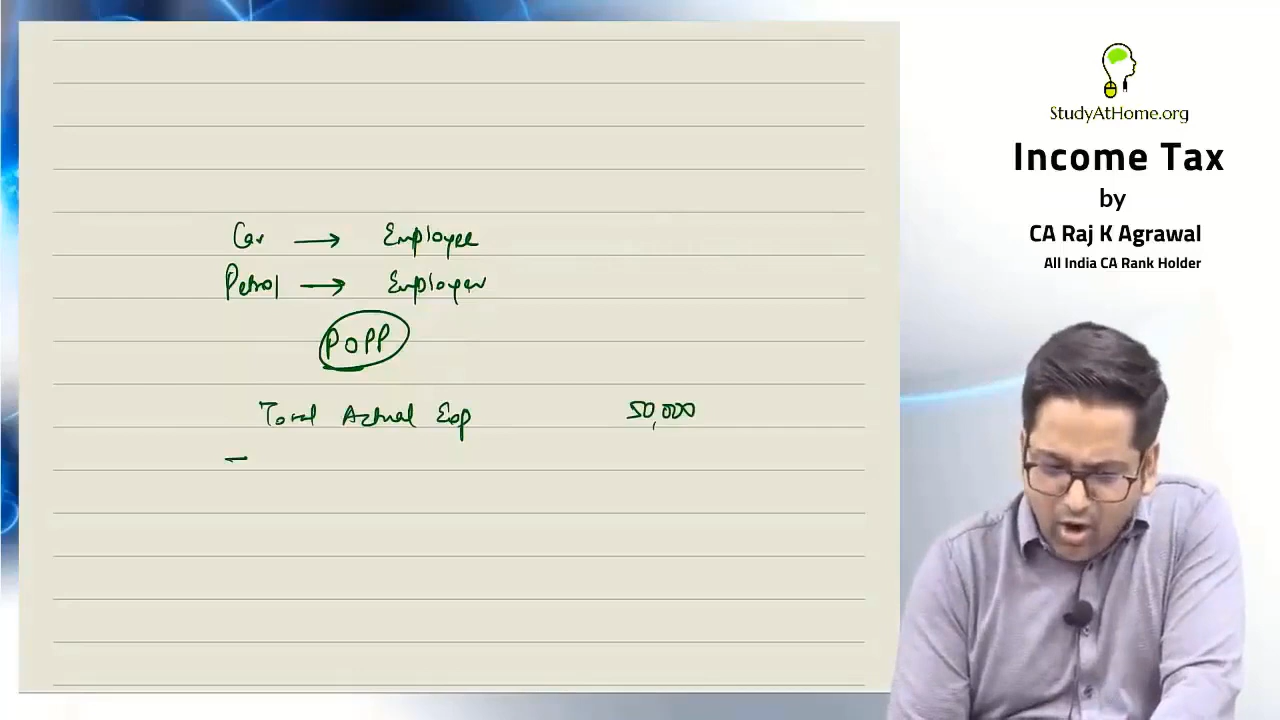 Car → Employee
Petrol → Employer
POPP
Total Actual Exp 50,000
—
StudyAtHome.org
Income Tax
by
CA Raj K Agrawal
All India CA Rank Holder